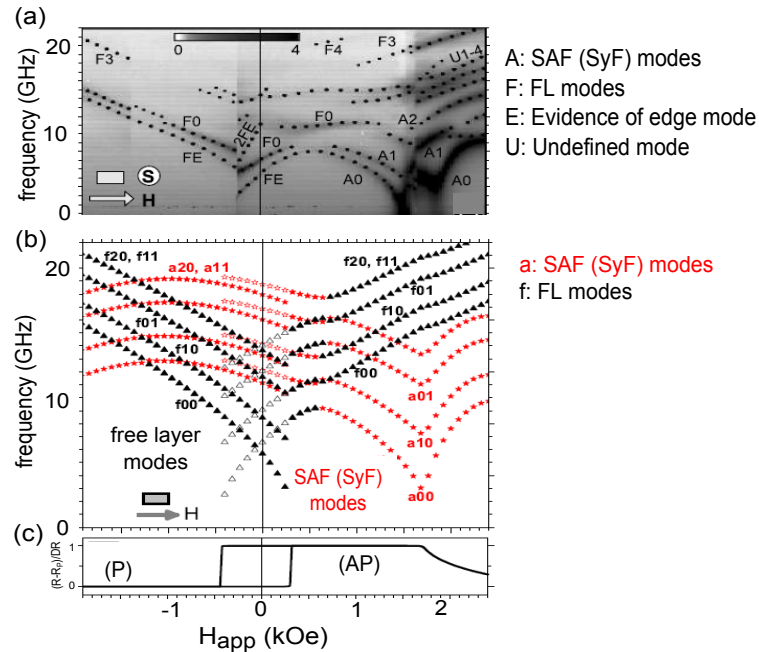 (a)
frequency (GHz)
20
10
0
0
4
F3
F4
F3
U1-4
F0
2FE
F0
A2
FE
F0
A1
A1
FE
A0
A0
S
H
A: SAF (SyF) modes
F: FL modes
E: Evidence of edge mode
U: Undefined mode
(b)
frequency (GHz)
20
10
0
f20, f11
a20, a11
f20, f11
f01
f01
f10
f10
f00
f00
a01
a10
a00
free layer
modes
SAF (SyF)
modes
H
a: SAF (SyF) modes
f: FL modes
(c)
(R-RP)/DR
1
0
(P)
(AP)
-1
0
1
2
Happ (kOe)